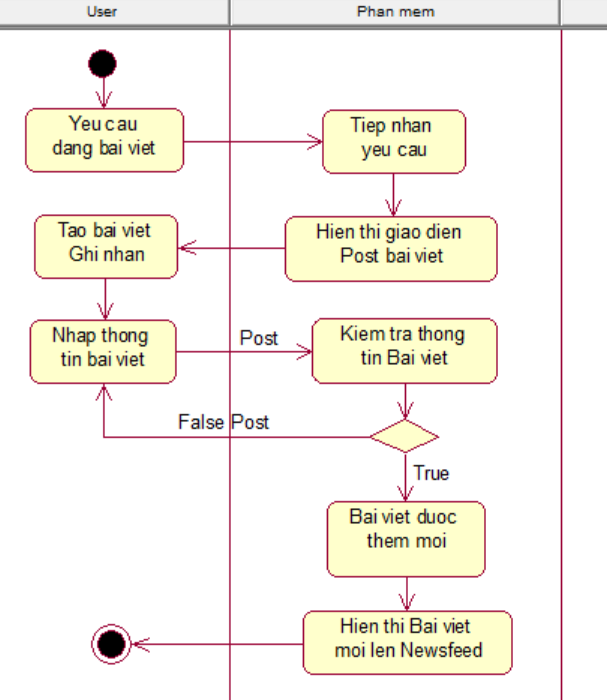 User
Phan mem
Yeu cau
dang bai viet
Tiep nhan
yeu cau
Tao bai viet
Ghi nhan
Hien thi giao dien
Post bai viet
Nhap thong
tin bai viet
Post
Kiem tra thong
tin Bai viet
False Post
True
Bai viet duoc
them moi
Hien thi Bai viet
moi len Newsfeed